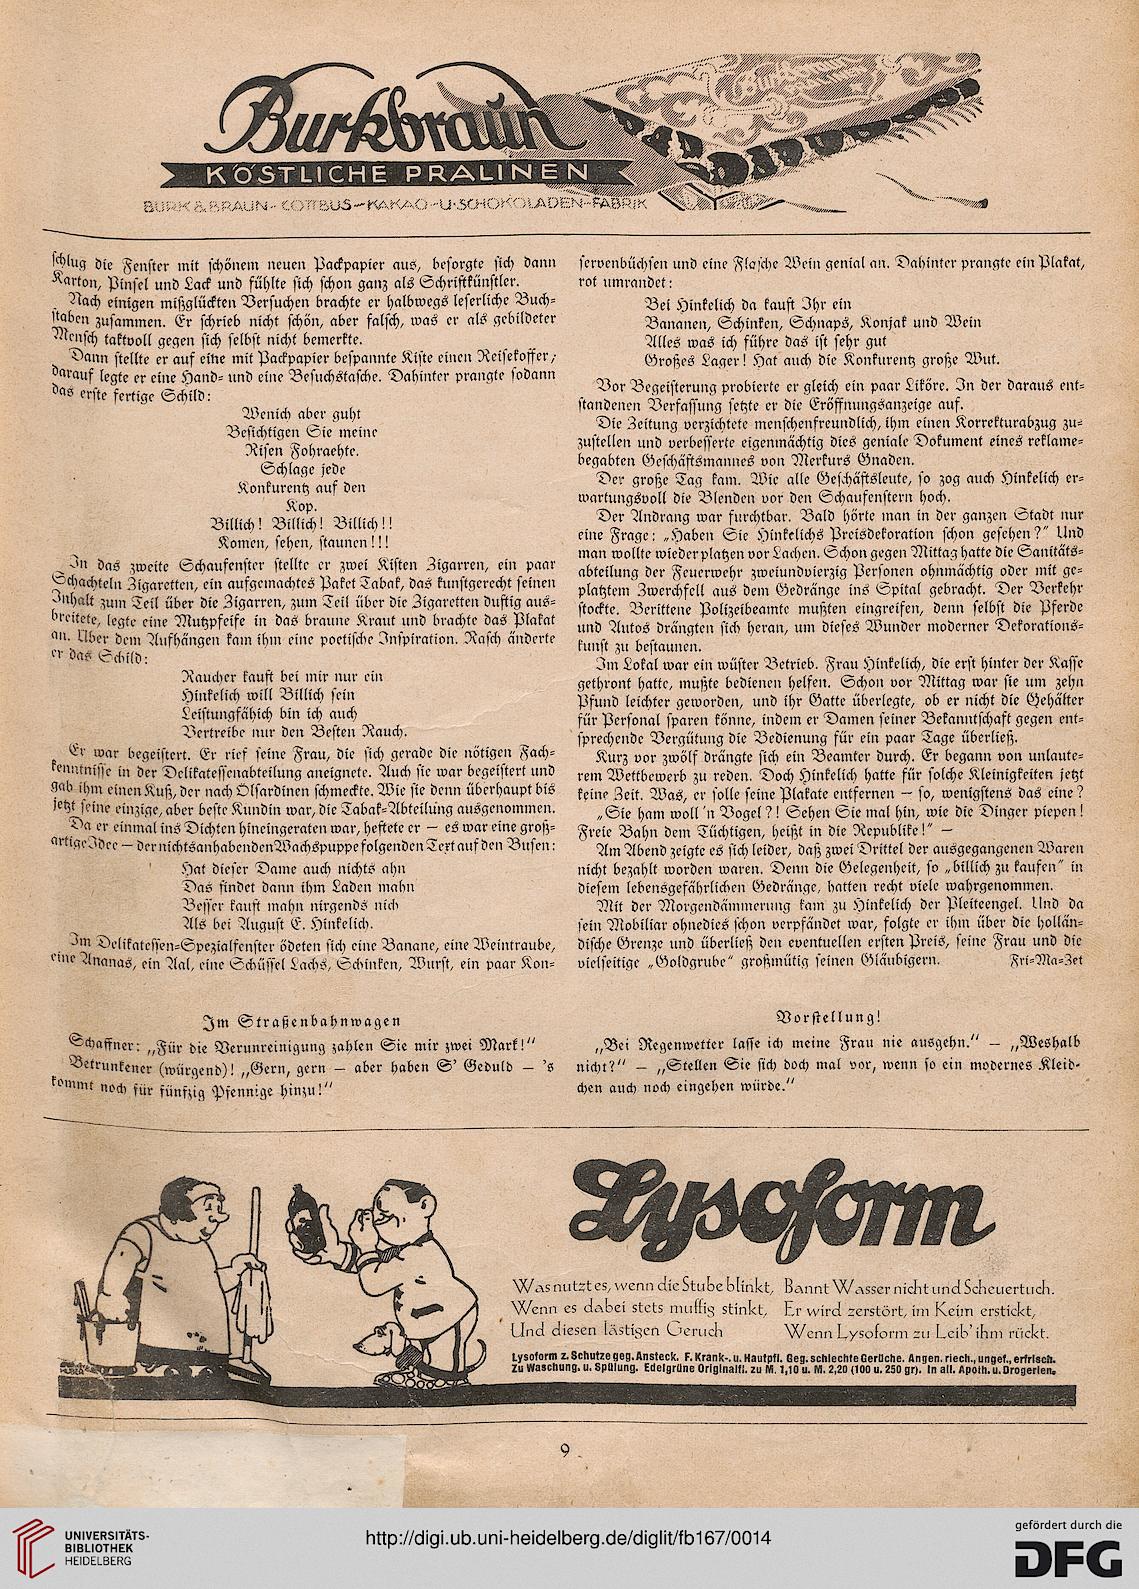 Burkbraun
KÖSTLICHE PRALINEN
BURK & BRAUN - COTTBUS - KAKAO - U. SCHOKOLADEN - FABRIK
schlug die Fenster mit schönem neuen Packpapier aus, besorgte sich dann
Karton, Pinsel und Lack und fühlte sich schon ganz als Schriftkünstler.
Nach einigen mißglückten Versuchen brachte er halbwegs leserliche Buch-
staben zusammen. Er schrieb nicht schön, aber falsch, was er als gebildeter
Mensch taktvoll gegen sich selbst nicht bemerkte.
Dann stellte er auf eine mit Packpapier bespannte Kiste einen Reisekoffer,
darauf legte er eine Hand- und eine Besuchstasche. Dahinter prangte sodann
das erste fertige Schild:
Wenich aber guht
Besichtigen Sie meine
Risen Fohraehte.
Schlage jede
Konkurentz auf den
Kop.
Billich! Billich! Billich!!
Komen, sehen, staunen!!!
In das zweite Schaufenster stellte er zwei Kisten Zigarren, ein paar
Schachteln Zigaretten, ein aufgemachtes Paket Tabak, das kunstgerecht seinen
Inhalt zum Teil über die Zigarren, zum Teil über die Zigaretten duftig aus-
breitete, legte eine Mutzpfeife in das braune Kraut und brachte das Plakat
an. Über dem Aufhängen kam ihm eine poetische Inspiration. Rasch änderte
er das Schild:
Raucher kauft bei mir nur ein
Hinkelich will Billich sein
Leistungfähich bin ich auch
Vertreibe nur den Besten Rauch.
Er war begeistert. Er rief seine Frau, die sich gerade die nötigen Fach-
kenntnisse in der Delikatessenabteilung aneignete. Auch sie war begeistert und
gab ihm einen Kuß, der nach Ölsardinen schmeckte. Wie sie denn überhaupt bis
jetzt seine einzige, aber beste Kundin war, die Tabak-Abteilung ausgenommen.
Da er einmal ins Dichten hineingeraten war, heftete er — es war eine groß-
artige Idee — der nichts anhabenden Wachspuppe folgenden Text auf den Busen:
Hat dieser Dame auch nichts ahn
Das findet dann ihm Laden mahn
Besser kauft mahn nirgends nich
Als bei August E. Hinkelich.
Im Delikatessen-Spezialfenster ödeten sich eine Banane, eine Weintraube,
eine Ananas, ein Aal, eine Schüssel Lachs, Schinken, Wurst, ein paar Kon-
servenbüchsen und eine Flasche Wein genial an. Dahinter prangte ein Plakat,
rot umrandet:
Bei Hinkelich da kauft Ihr ein
Bananen, Schinken, Schnaps, Konjak und Wein
Alles was ich führe das ist sehr gut
Großes Lager! Hat auch die Konkurentz große Wut.
Vor Begeisterung probierte er gleich ein paar Liköre. In der daraus ent-
standenen Verfassung setzte er die Eröffnungsanzeige auf.
Die Zeitung verzichtete menschenfreundlich, ihm einen Korrekturabzug zu-
zustellen und verbesserte eigenmächtig dies geniale Dokument eines reklame-
begabten Geschäftsmannes von Merkurs Gnaden.
Der große Tag kam. Wie alle Geschäftsleute, so zog auch Hinkelich er-
wartungsvoll die Blenden vor den Schaufenstern hoch.
Der Andrang war furchtbar. Bald hörte man in der ganzen Stadt nur
eine Frage: „Haben Sie Hinkelichs Preisdekoration schon gesehen?" Und
man wollte wieder platzen vor Lachen. Schon gegen Mittag hatte die Sanitäts-
abteilung der Feuerwehr zweiundvierzig Personen ohnmächtig oder mit ge-
platztem Zwerchfell aus dem Gedränge ins Spital gebracht. Der Verkehr
stockte. Berittene Polizeibeamte mußten eingreifen, denn selbst die Pferde
und Autos drängten sich heran, um dieses Wunder moderner Dekorations-
kunst zu bestaunen.
Im Lokal war ein wüster Betrieb. Frau Hinkelich, die erst hinter der Kasse
gethront hatte, mußte bedienen helfen. Schon vor Mittag war sie um zehn
Pfund leichter geworden, und ihr Gatte überlegte, ob er nicht die Gehälter
für Personal sparen könne, indem er Damen seiner Bekanntschaft gegen ent-
sprechende Vergütung die Bedienung für ein paar Tage überließ.
Kurz vor zwölf drängte sich ein Beamter durch. Er begann von unlaute-
rem Wettbewerb zu reden. Doch Hinkelich hatte für solche Kleinigkeiten jetzt
keine Zeit. Was, er solle seine Plakate entfernen — so, wenigstens das eine?
„Sie ham woll 'n Vogel?! Sehen Sie mal hin, wie die Dinger piepen!
Freie Bahn dem Tüchtigen, heißt in die Republike!" —
Am Abend zeigte es sich leider, daß zwei Drittel der ausgegangenen Waren
nicht bezahlt worden waren. Denn die Gelegenheit, so „billich zu kaufen" in
diesem lebensgefährlichen Gedränge, hatten recht viele wahrgenommen.
Mit der Morgendämmerung kam zu Hinkelich der Pleiteengel. Und da
sein Mobiliar ohnedies schon verpfändet war, folgte er ihm über die hollän-
dische Grenze und überließ den eventuellen ersten Preis, seine Frau und die
vielseitige „Goldgrube" großmütig seinen Gläubigern. Fri-Ma-Zet
Im Straßenbahnwagen
Schaffner: „Für die Verunreinigung zahlen Sie mir zwei Mark!"
Betrunkener (würgend)! „Gern, gern — aber haben S' Geduld — 's
kommt noch für fünfzig Pfennige hinzu!"
Vorstellung!
„Bei Regenwetter lasse ich meine Frau nie ausgehn." — „Weshalb
nicht?" — „Stellen Sie sich doch mal vor, wenn so ein modernes Kleid-
chen auch noch eingehen würde."
HUBER
Lysoform
Was nutzt es, wenn die Stube blinkt,
Wenn es dabei stets muffig stinkt,
Und diesen lästigen Geruch
Bannt Wasser nicht und Scheuertuch.
Er wird zerstört, im Keim erstickt,
Wenn Lysoform zu Leib' ihm rückt.
Lysoform z. Schutze geg. Ansteck. F. Krank-. u. Hautpfl. Geg. schlechte Gerüche. Angen. riech., ungef., erfrisch.
Zu Waschung. u. Spülung. Edelgrüne Originalfl. zu M. 1,10 u. M. 2,20 (100 u. 250 gr). In all. Apoth. u. Drogerien.
9
UNIVERSITÄTS-
BIBLIOTHEK
HEIDELBERG
http://digi.ub.uni-heidelberg.de/diglit/fb167/0014
gefördert durch die
DFG